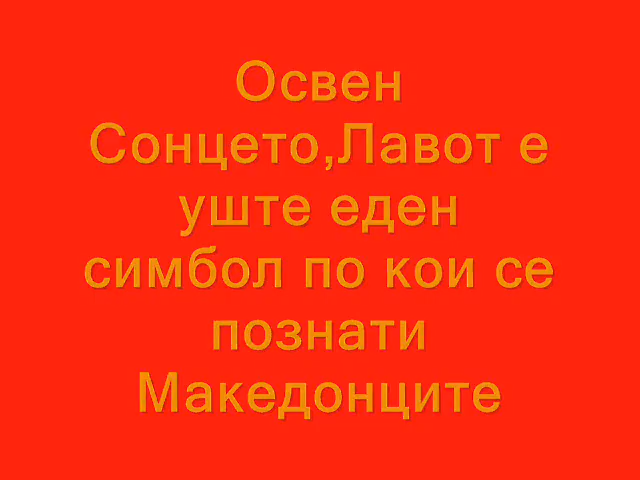 Освен
Сонцето,Лавот е
уште еден
симбол по кои се
познати
Македонците